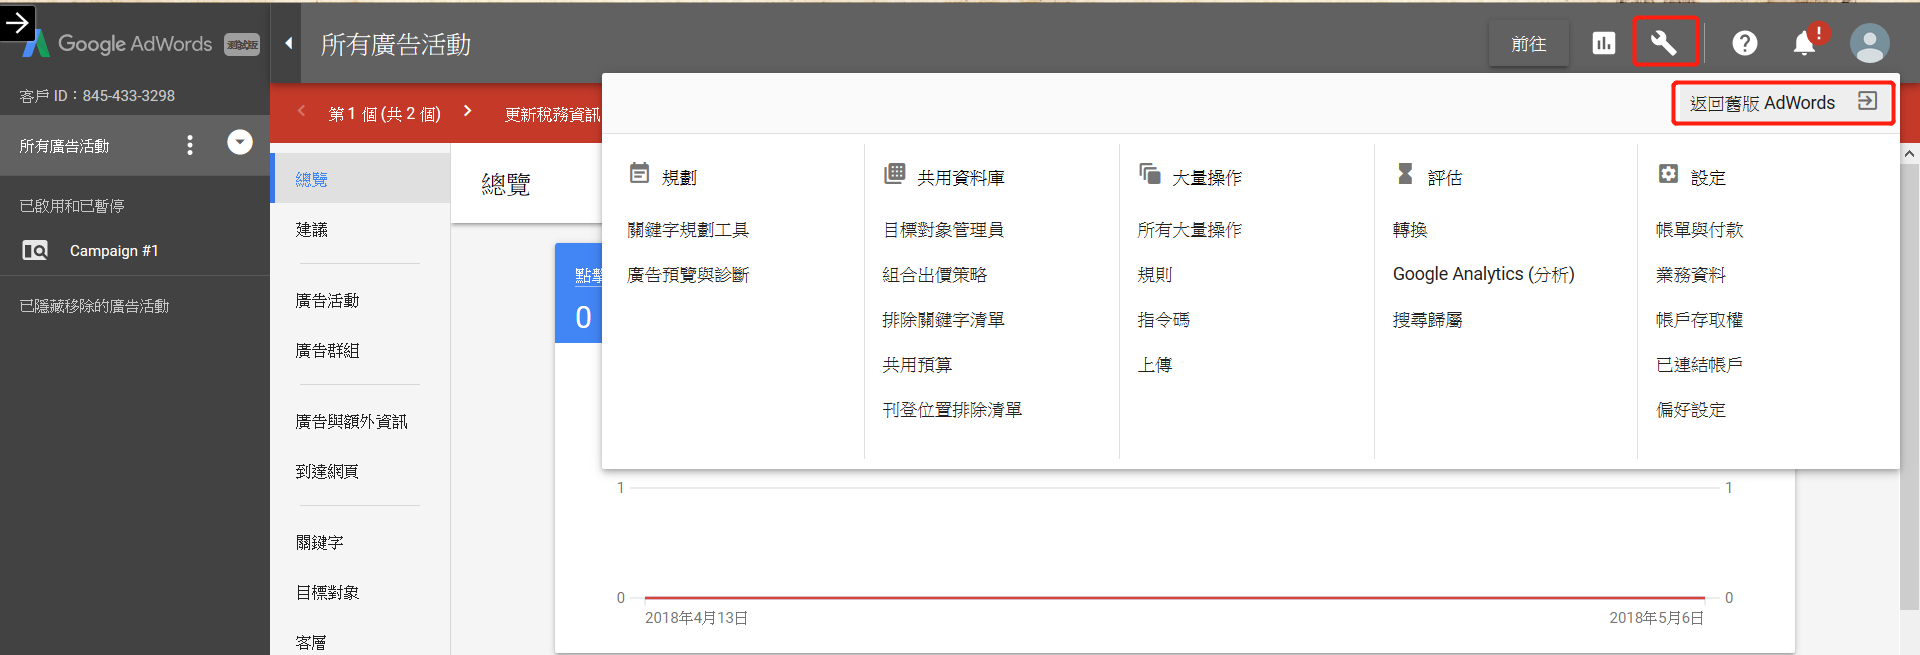 Google AdWords 測試版
所有廣告活動
前往
客戶 ID：845-433-3298
第 1 個 (共 2 個)
更新稅務資訊
返回舊版 AdWords
所有廣告活動
已啟用和已暫停
Campaign #1
已隱藏移除的廣告活動
總覽
建議
廣告活動
廣告群組
廣告與額外資訊
到達網頁
關鍵字
目標對象
客層
總覽
點擊
0
規劃
關鍵字規劃工具
廣告預覽與診斷
共用資料庫
目標對象管理員
組合出價策略
排除關鍵字清單
共用預算
刊登位置排除清單
大量操作
所有大量操作
規則
指令碼
上傳
評估
轉換
Google Analytics (分析)
搜尋歸屬
設定
帳單與付款
業務資料
帳戶存取權
已連結帳戶
偏好設定
1
1
0
0
2018年4月13日
2018年5月6日